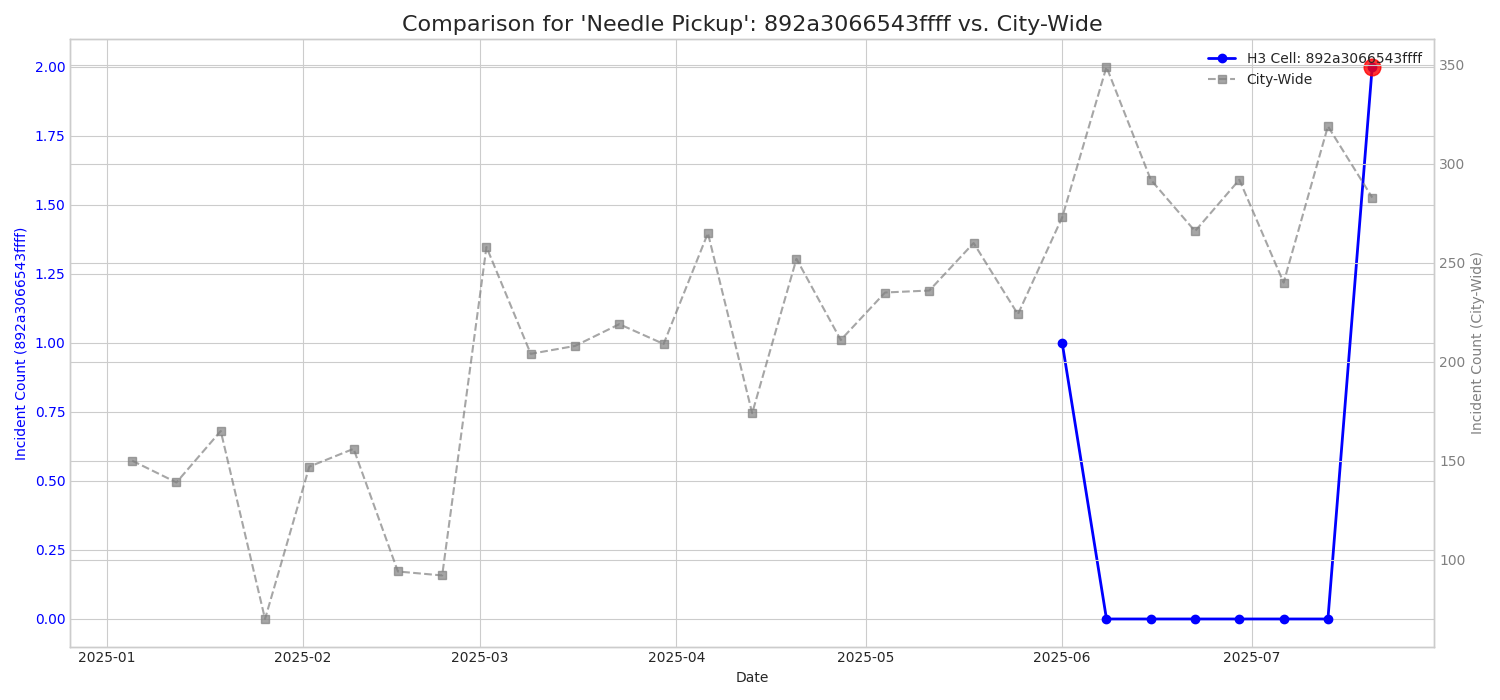 Comparison for 'Needle Pickup': 892a3066543ffff vs. City-Wide
H3 Cell: 892a3066543ffff
City-Wide
Incident Count (892a3066543ffff)
2.00
1.75
1.50
1.25
1.00
0.75
0.50
0.25
0.00
350
300
250
200
150
100
Incident Count (City-Wide)
2025-01 2025-02 2025-03 2025-04 2025-05 2025-06 2025-07
Date